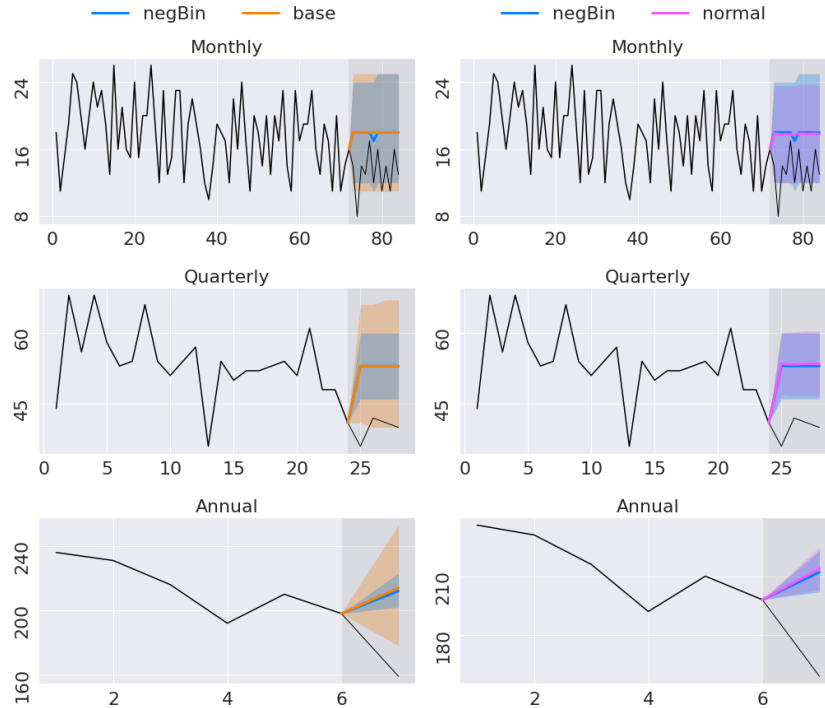 negBin base negBin normal
Monthly Monthly
24 24
16 16
8 8
0 20 40 60 80 0 20 40 60 80
Quarterly Quarterly
60 60
45 45
0 5 10 15 20 25 0 5 10 15 20 25
Annual Annual
240
210
200
180
160
2 4 6 2 4 6